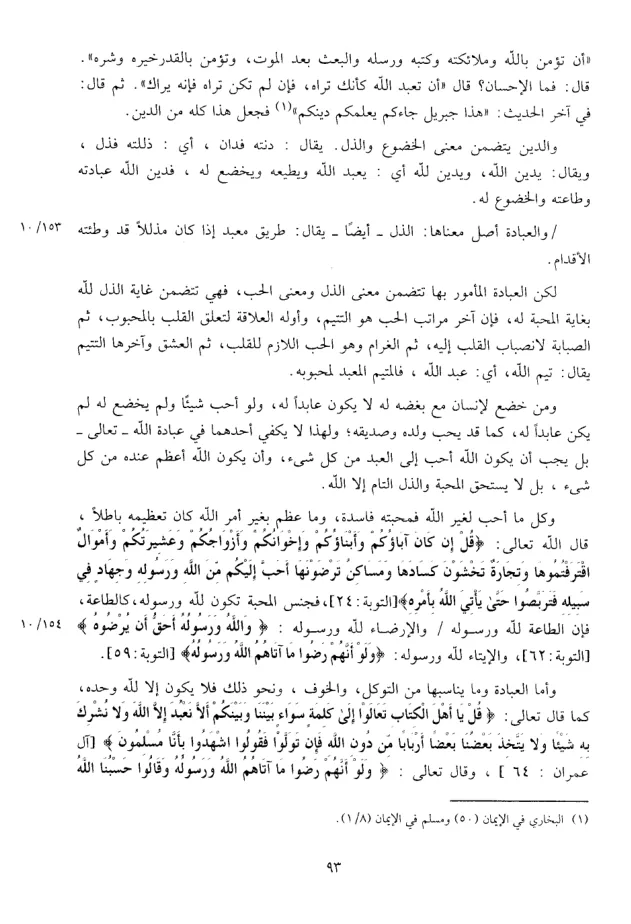 «أن تؤمن بالله وملائكته وكتبه ورسله والبعث بعد الموت، وتؤمن بالقدرخيره وشره».
قال: فما الإحسان؟ قال «أن تعبد الله كأنك تراه، فإن لم تكن تراه فإنه يراك». ثم قال:
في آخر الحديث: «هذا جبريل جاءكم يعلمكم دينكم»(١) فجعل هذا كله من الدين.
والدين يتضمن معنى الخضوع والذل. يقال : دنته فدان ، أي : ذللته فذل ،
ويقال: يدين الله، ويدين لله أي : يعبد الله ويطيعه ويخضع له ، فدين الله عبادته
وطاعته والخضوع له.
/ والعبادة أصل معناها: الذل ـ أيضًا ـ يقال: طريق معبد إذا كان مذللاً قد وطئته ١٠/١٥٣
الأقدام.
لكن العبادة المأمور بها تتضمن معنى الذل ومعنى الحب، فهي تتضمن غاية الذل لله
بغاية المحبة له، فإن آخر مراتب الحب هو التتيم، وأوله العلاقة لتعلق القلب بالمحبوب، ثم
الصبابة لانصباب القلب إليه، ثم الغرام وهو الحب اللازم للقلب، ثم العشق وآخرها التتيم
يقال: تيم الله، أي: عبد الله ، فالمتيم المعبد لمحبوبه.
ومن خضع لإنسان مع بغضه له لا يكون عابداً له، ولو أحب شيئًا ولم يخضع له لم
يكن عابداً له، كما قد يحب ولده وصديقه؛ ولهذا لا يكفي أحدهما في عبادة الله ـ تعالى ـ
بل يجب أن يكون الله أحب إلى العبد من كل شىء، وأن يكون الله أعظم عنده من كل
شىء ، بل لا يستحق المحبة والذل التام إلا الله.
وكل ما أحب لغير الله فمحبته فاسدة، وما عظم بغير أمر الله كان تعظيمه باطلاً ،
قال الله تعالى: ﴿قُلْ إِن كَانَ آبَاؤُكُمْ وَأَبْنَاؤُكُمْ وَإِخْوَانُكُمْ وَأَزْوَاجُكُمْ وَعَشِيرَتُكُمْ وَأَمْوَالٌ
اقْتَرَفْتُمُوهَا وَتِجَارَةٌ تَخْشَوْنَ كَسَادَهَا وَمَسَاكِنُ تَرْضَوْنَهَا أَحَبَّ إِلَيْكُم مِّنَ اللَّهِ وَرَسُولِهِ وَجِهَادٍ فِي
سَبِيلِهِ فَتَرَبَّصُوا حَتَّىٰ يَأْتِيَ اللَّهُ بِأَمْرِهِ﴾[التوبة:٢٤]،فجنس المحبة تكون لله ورسوله،كالطاعة،
فإن الطاعة لله ورسوله / والإرضاء لله ورسوله : ﴿ وَاللَّهُ وَرَسُولُهُ أَحَقُّ أَن يُرْضُوهُ ﴾ ١٠/١٥٤
[التوبة:٦٢]، والإيتاء لله ورسوله: ﴿وَلَوْ أَنَّهُمْ رَضُوا مَا آتَاهُمُ اللَّهُ وَرَسُولُهُ﴾ [التوبة:٥٩].
وأما العبادة وما يناسبها من التوكل، والخوف ، ونحو ذلك فلا يكون إلا لله وحده،
كما قال تعالى: ﴿ قُلْ يَا أَهْلَ الْكِتَابِ تَعَالَوْا إِلَىٰ كَلِمَةٍ سَوَاءٍ بَيْنَنَا وَبَيْنَكُمْ أَلاَّ نَعْبُدَ إِلاَّ اللَّهَ وَلا نُشْرِكَ
بِهِ شَيْئًا وَلا يَتَّخِذَ بَعْضُنَا بَعْضًا أَرْبَابًا مِّن دُونِ اللَّهِ فَإِن تَوَلَّوْا فَقُولُوا اشْهَدُوا بِأَنَّا مُسْلِمُونَ ﴾ [آل
عمران : ٦٤ ] ، وقال تعالى : ﴿ وَلَوْ أَنَّهُمْ رَضُوا مَا آتَاهُمُ اللَّهُ وَرَسُولُهُ وَقَالُوا حَسْبُنَا اللَّهُ
(١) البخاري في الإيمان (٥٠) ومسلم في الإيمان (١/٨).
٩٣